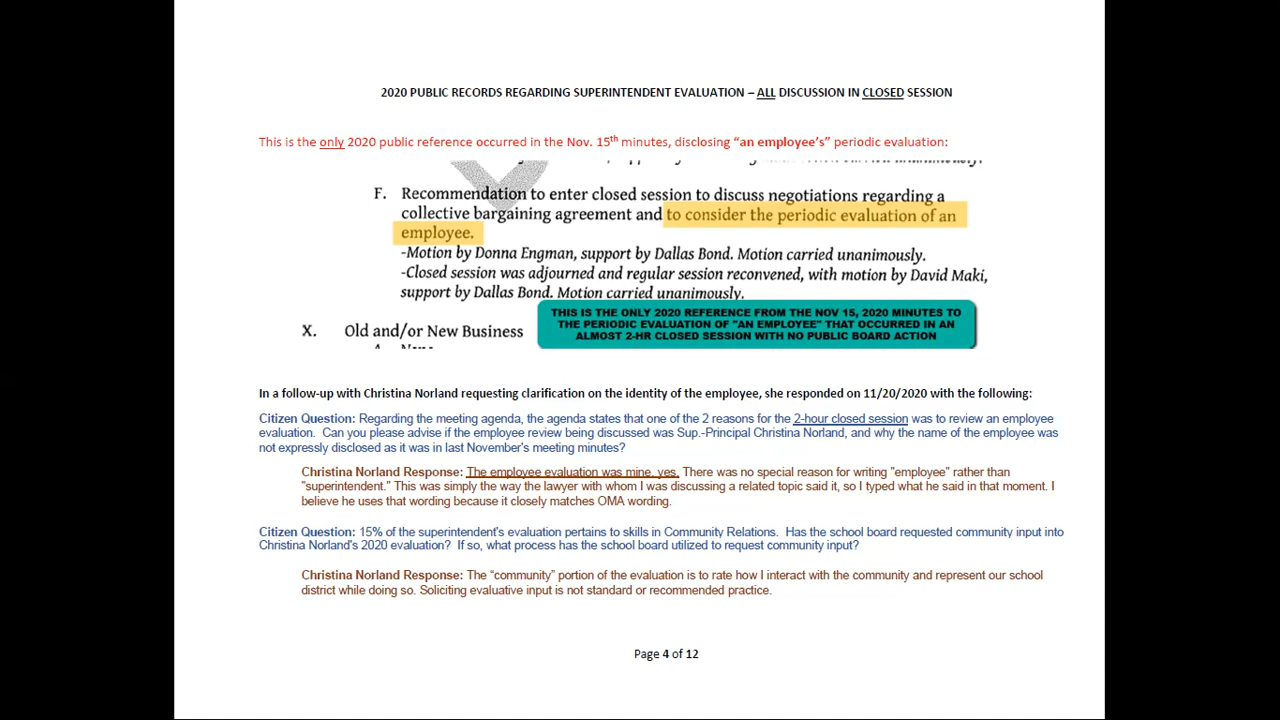 2020 PUBLIC RECORDS REGARDING SUPERINTENDENT EVALUATION – ALL DISCUSSION IN CLOSED SESSION
This is the only 2020 public reference occurred in the Nov. 15th minutes, disclosing “an employee’s” periodic evaluation:
F. Recommendation to enter closed session to discuss negotiations regarding a
collective bargaining agreement and to consider the periodic evaluation of an
employee.
-Motion by Donna Engman, support by Dallas Bond. Motion carried unanimously.
-Closed session was adjourned and regular session reconvened, with motion by David Maki,
support by Dallas Bond. Motion carried unanimously.
THIS IS THE ONLY 2020 REFERENCE FROM THE NOV 15, 2020 MINUTES TO
THE PERIODIC EVALUATION OF "AN EMPLOYEE" THAT OCCURRED IN AN
ALMOST 2-HR CLOSED SESSION WITH NO PUBLIC BOARD ACTION
X. Old and/or New Business
In a follow-up with Christina Norland requesting clarification on the identity of the employee, she responded on 11/20/2020 with the following:
Citizen Question: Regarding the meeting agenda, the agenda states that one of the 2 reasons for the 2-hour closed session was to review an employee
evaluation. Can you please advise if the employee review being discussed was Sup.-Principal Christina Norland, and why the name of the employee was
not expressly disclosed as it was in last November's meeting minutes?
Christina Norland Response: The employee evaluation was mine, yes. There was no special reason for writing "employee" rather than
"superintendent." This was simply the way the lawyer with whom I was discussing a related topic said it, so I typed what he said in that moment. I
believe he uses that wording because it closely matches OMA wording.
Citizen Question: 15% of the superintendent's evaluation pertains to skills in Community Relations. Has the school board requested community input into
Christina Norland's 2020 evaluation? If so, what process has the school board utilized to request community input?
Christina Norland Response: The “community” portion of the evaluation is to rate how I interact with the community and represent our school
district while doing so. Soliciting evaluative input is not standard or recommended practice.
Page 4 of 12